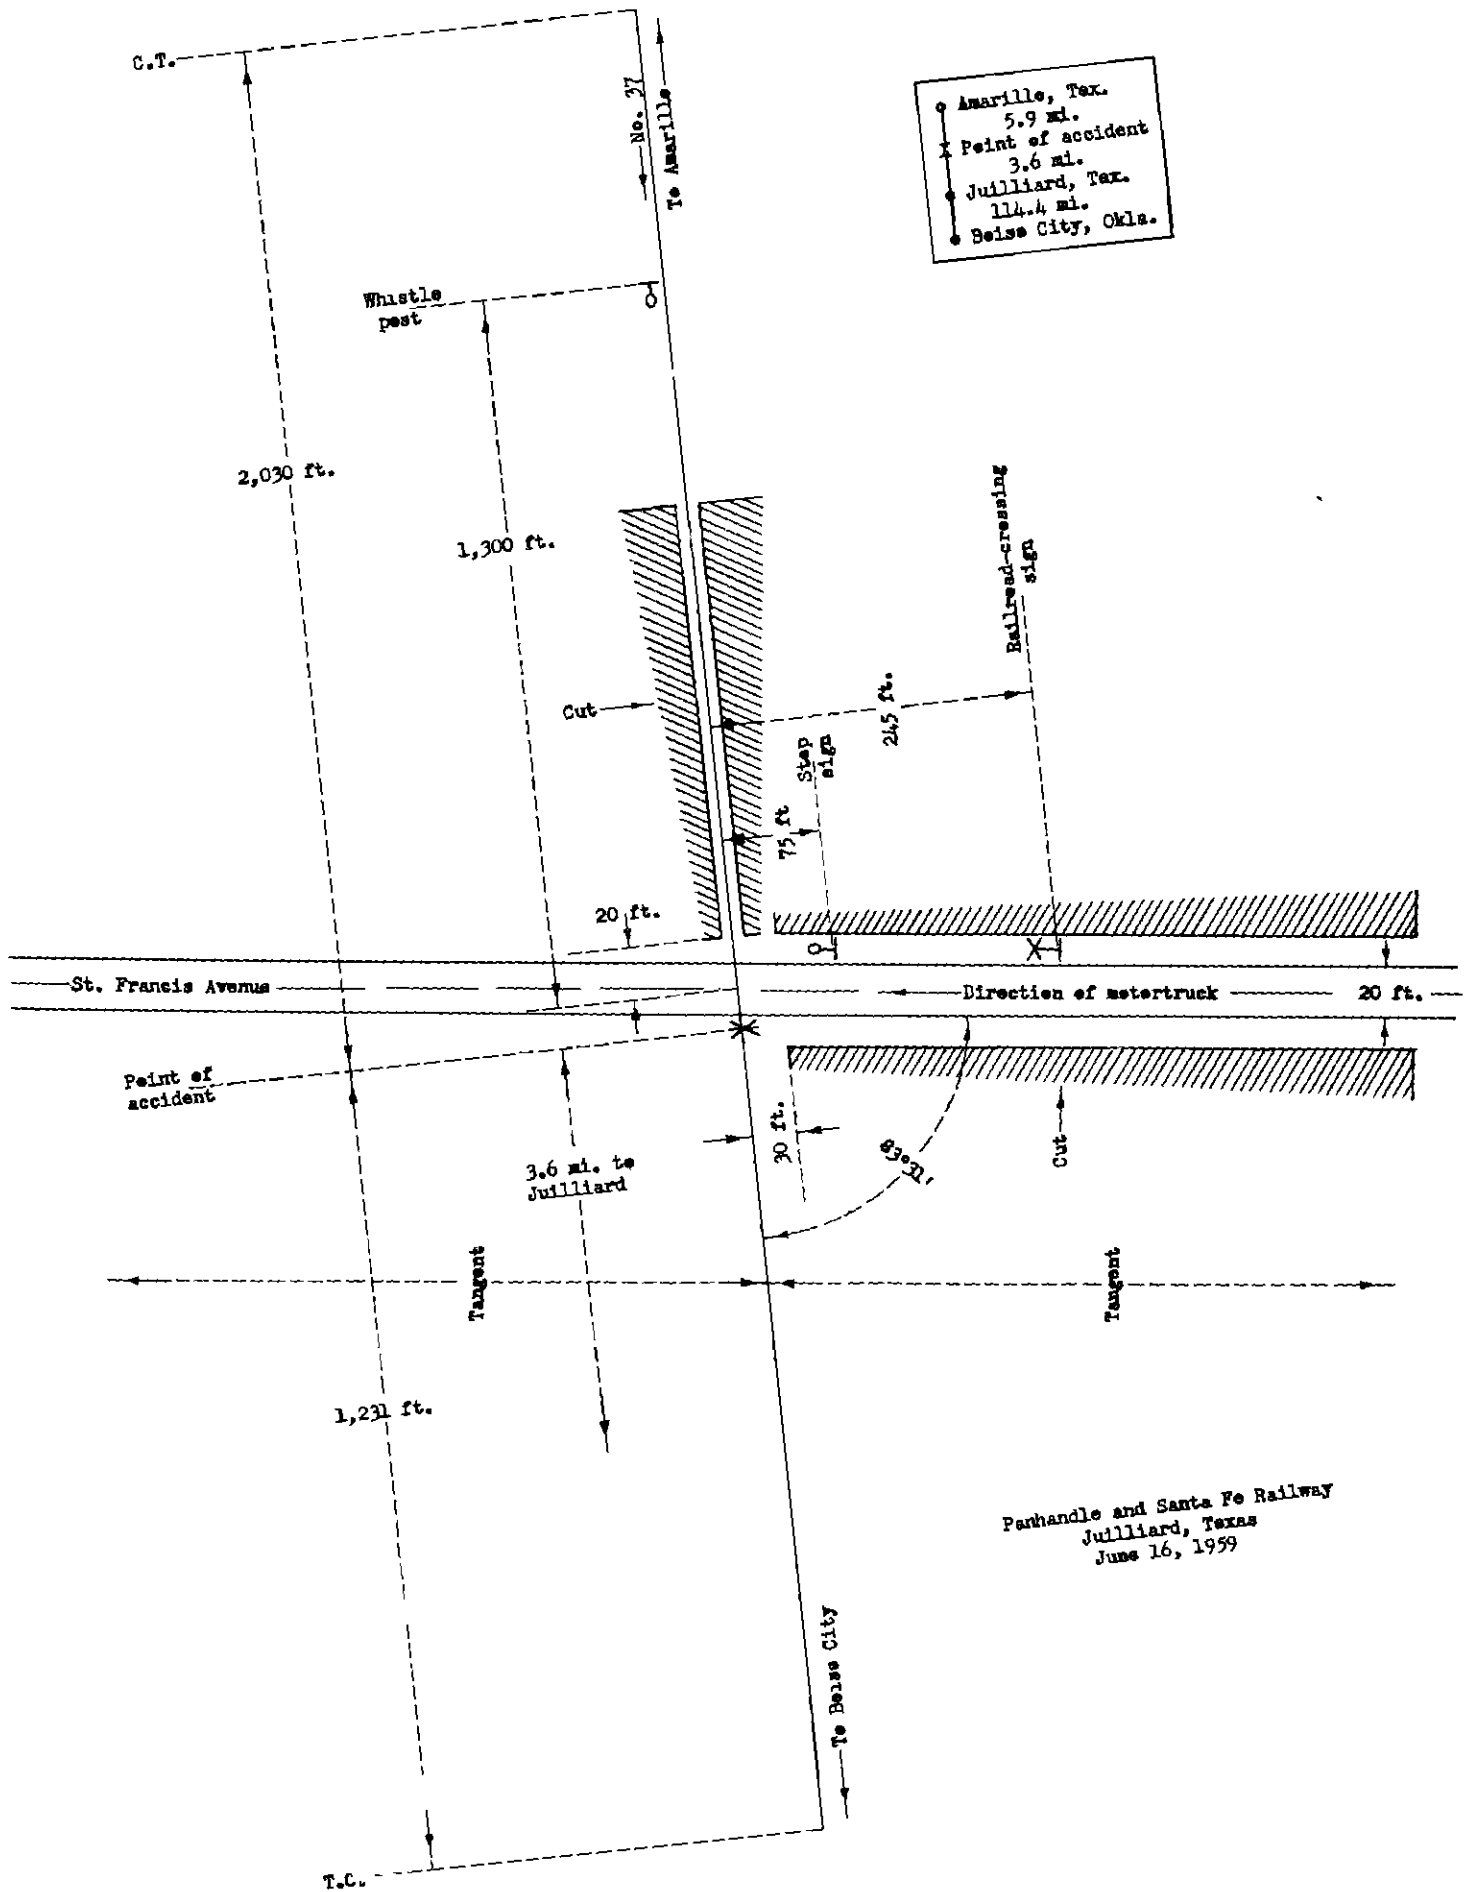 C.T.
No. 37
To Amarillo
Amarillo, Tex.
5.9 mi.
Point of accident
3.6 mi.
Juilliard, Tex.
114.4 mi.
Boise City, Okla.
Whistle
post
2,030 ft.
1,300 ft.
Railroad-crossing
sign
Cut
245 ft.
Stop
sign
75 ft
20 ft.
St. Francis Avenue
Direction of motortruck
20 ft.
Point of
accident
30 ft.
83°31'
Cut
3.6 mi. to
Juilliard
Tangent
Tangent
1,231 ft.
Panhandle and Santa Fe Railway
Juilliard, Texas
June 16, 1959
To Boise City
T.C.